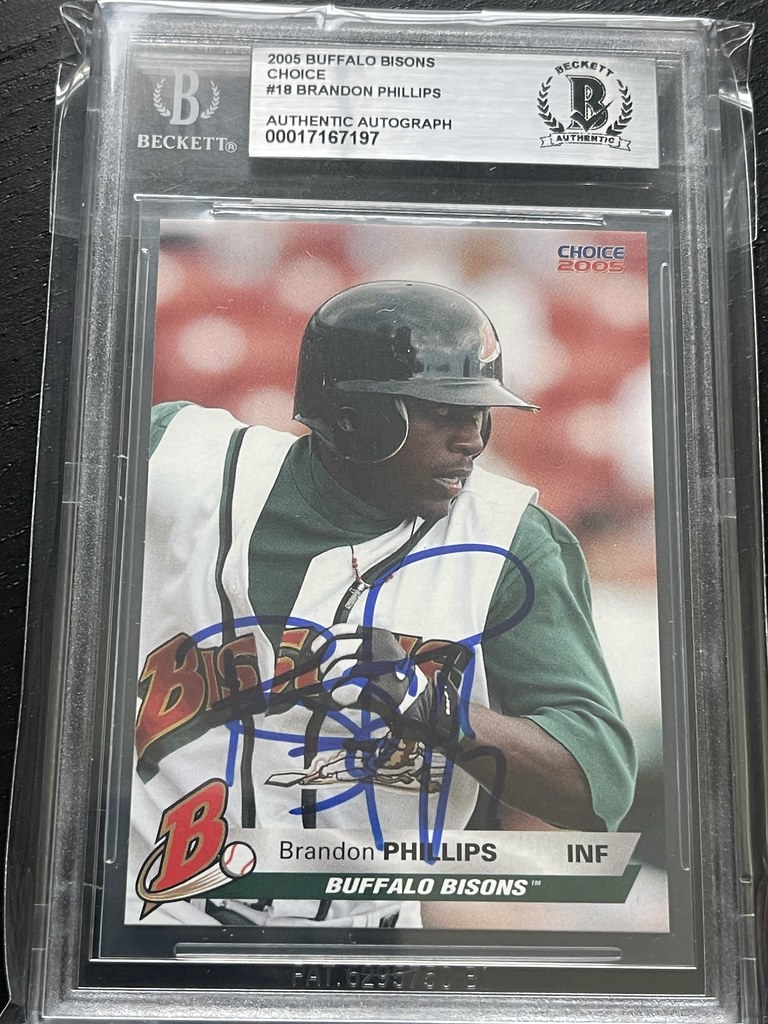 2005 BUFFALO BISONS
CHOICE
#18 BRANDON PHILLIPS
AUTHENTIC AUTOGRAPH
00017167197
B
BECKETT®
BECKETT
B
AUTHENTIC
CHOICE
2005
BISONS
B
Brandon PHILLIPS INF
BUFFALO BISONS™